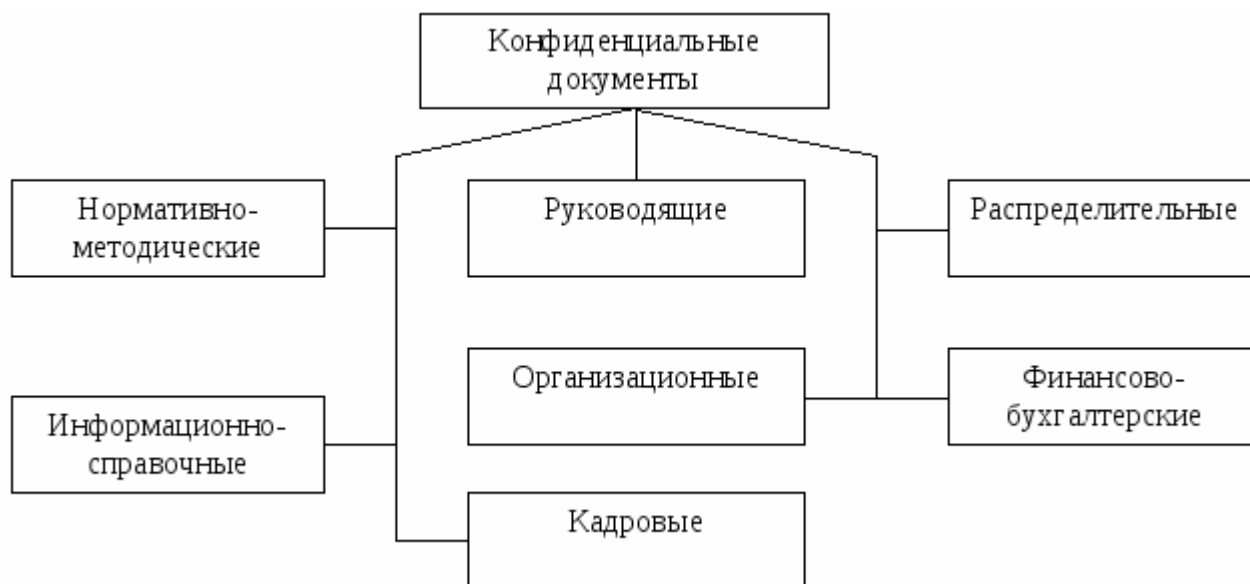 Конфиденциальные
документы
Нормативно-
методические
Руководящие
Распределительные
Организационные
Финансово-
бухгалтерские
Информационно-
справочные
Кадровые